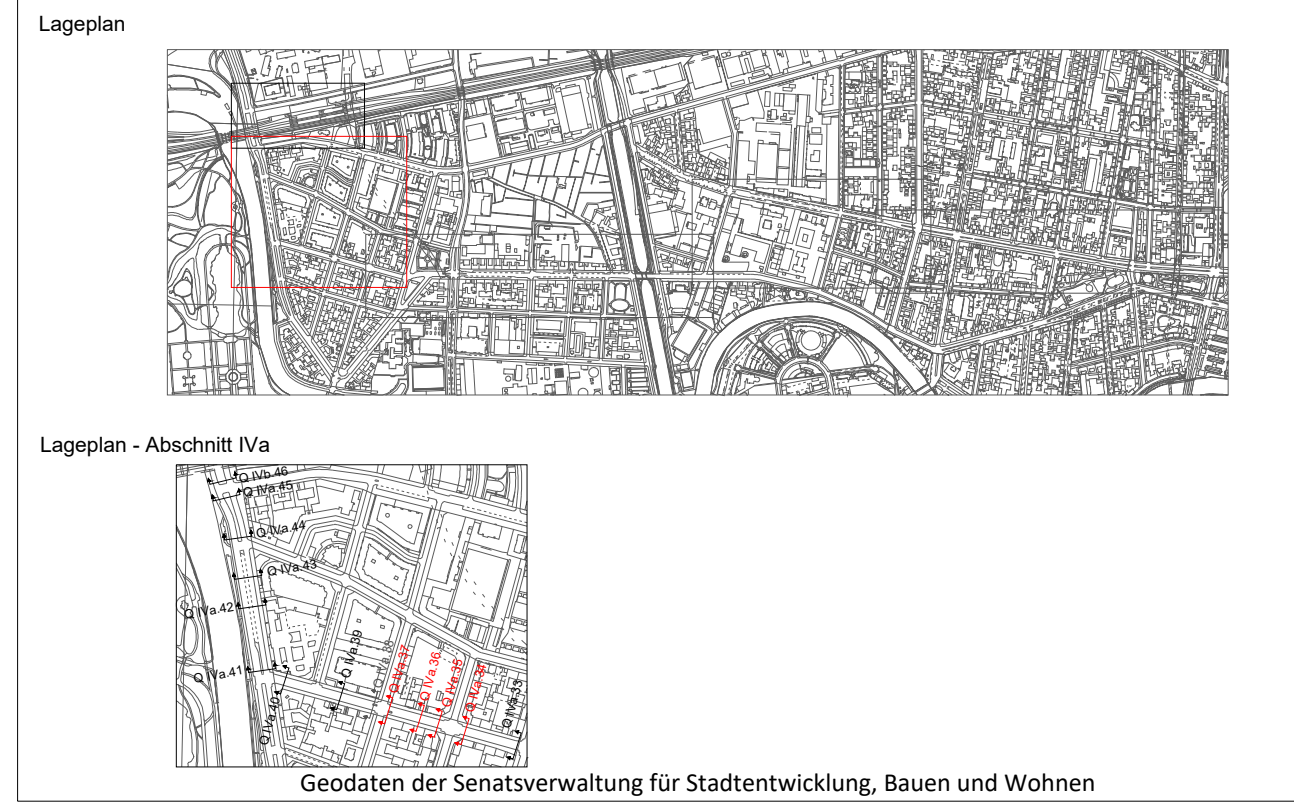 Lageplan
Lageplan - Abschnitt IVa
Q IVb.46
Q IVa.45
Q IVa.44
Q IVa.43
Q IVa.42
Q IVa.41
Q IVa.40
Q IVa.39
Q IVa.38
Q IVa.37
Q IVa.36
Q IVa.35
Q IVa.34
Q IVa.33
Geodaten der Senatsverwaltung für Stadtentwicklung, Bauen und Wohnen